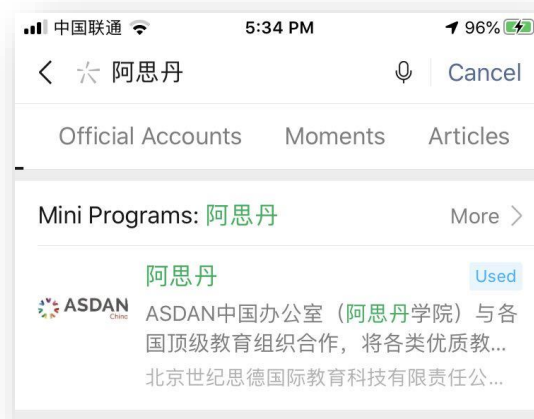 中国联通 5:34 PM 96%
阿思丹 Cancel
Official Accounts Moments Articles
Mini Programs: 阿思丹 More
阿思丹 Used
ASDAN
China
ASDAN中国办公室（阿思丹学院）与各
国顶级教育组织合作，将各类优质教...
北京世纪思德国际教育科技有限责任公...